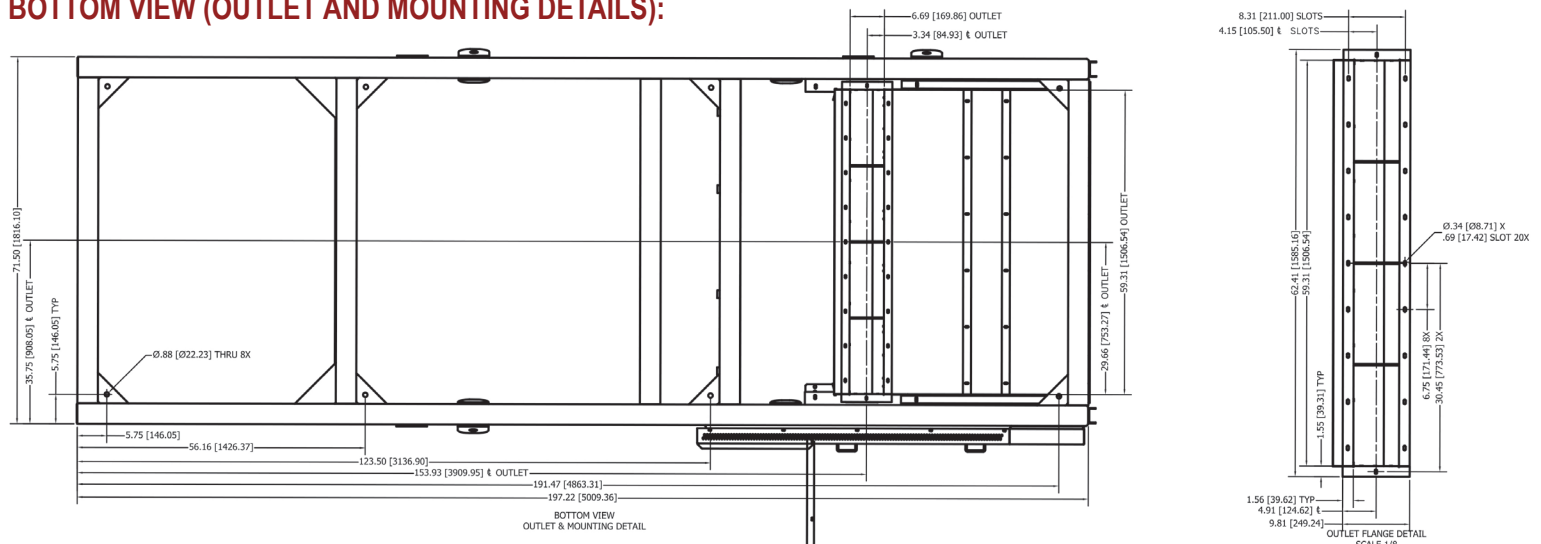 BOTTOM VIEW (OUTLET AND MOUNTING DETAILS):
6.69 [169.86] OUTLET
3.34 [84.93] ℄ OUTLET
8.31 [211.00] SLOTS
4.15 [105.50] ℄ SLOTS
71.50 [1816.10]
35.75 [908.05] ℄ OUTLET
5.75 [146.05] TYP
Ø.88 [Ø22.23] THRU 8X
59.31 [1506.54] OUTLET
29.66 [753.27] ℄ OUTLET
62.41 [1585.16]
59.31 [1506.54]
Ø.34 [Ø8.71] X
.69 [17.42] SLOT 20X
6.75 [171.44] 8X
30.45 [773.53] 2X
1.55 [39.31] TYP
5.75 [146.05]
56.16 [1426.37]
123.50 [3136.90]
153.93 [3909.95] ℄ OUTLET
191.47 [4863.31]
197.22 [5009.36]
BOTTOM VIEW
OUTLET & MOUNTING DETAIL
1.56 [39.62] TYP
4.91 [124.62] ℄
9.81 [249.24]
OUTLET FLANGE DETAIL
SCALE 1/8